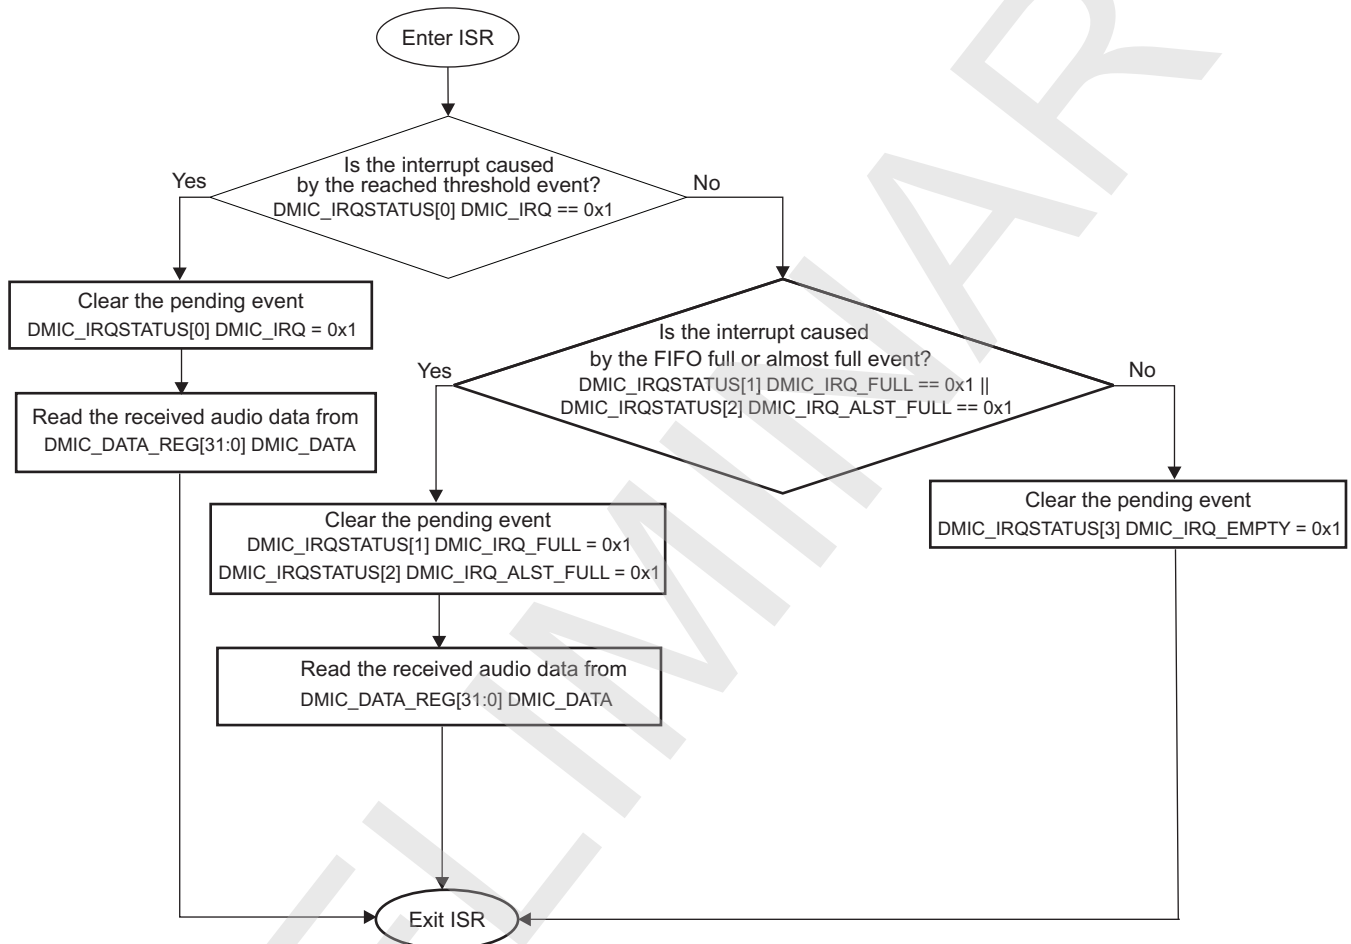 Enter ISR
Is the interrupt caused
by the reached threshold event?
DMIC_IRQSTATUS[0] DMIC_IRQ == 0x1
Yes
No
Clear the pending event
DMIC_IRQSTATUS[0] DMIC_IRQ = 0x1
Read the received audio data from
DMIC_DATA_REG[31:0] DMIC_DATA
Is the interrupt caused
by the FIFO full or almost full event?
DMIC_IRQSTATUS[1] DMIC_IRQ_FULL == 0x1 ||
DMIC_IRQSTATUS[2] DMIC_IRQ_ALST_FULL == 0x1
Yes
No
Clear the pending event
DMIC_IRQSTATUS[1] DMIC_IRQ_FULL = 0x1
DMIC_IRQSTATUS[2] DMIC_IRQ_ALST_FULL = 0x1
Read the received audio data from
DMIC_DATA_REG[31:0] DMIC_DATA
Clear the pending event
DMIC_IRQSTATUS[3] DMIC_IRQ_EMPTY = 0x1
Exit ISR